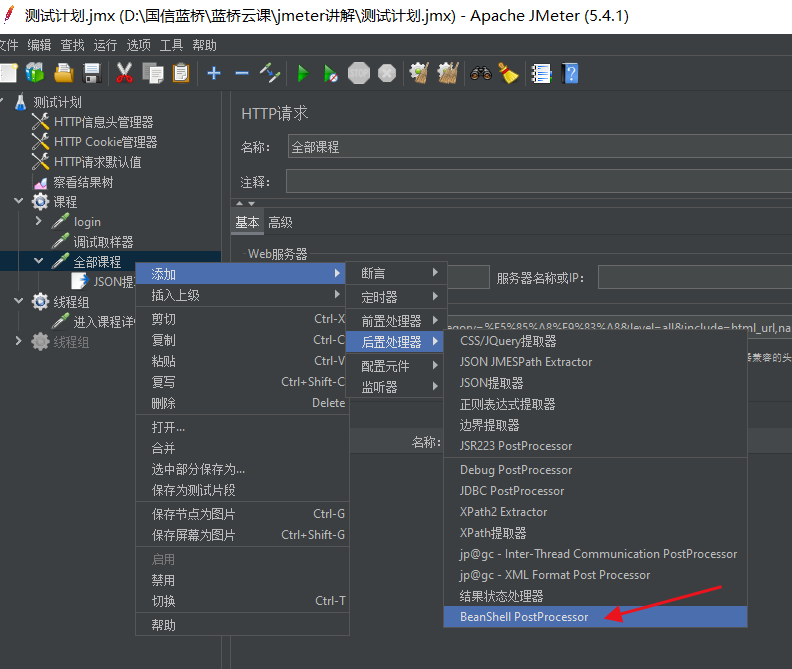 测试计划.jmx (D:\国信蓝桥\蓝桥云课\jmeter讲解\测试计划.jmx) - Apache JMeter (5.4.1)
文件 编辑 查找 运行 选项 工具 帮助
STOP
测试计划
HTTP信息头管理器
HTTP Cookie管理器
HTTP请求默认值
察看结果树
课程
login
调试取样器
全部课程
JSON提
线程组
进入课程详
线程组
HTTP请求
名称： 全部课程
注释：
基本 高级
Web服务器
服务器名称或IP：
egory=%E5%85%A8%E9%83%A8&level=all&include=html_url,na
兼容的头
名称：
添加
插入上级
剪切 Ctrl-X
复制 Ctrl-C
粘贴 Ctrl-V
复写 Ctrl+Shift-C
删除 Delete
打开...
合并
选中部分保存为...
保存为测试片段
保存节点为图片 Ctrl-G
保存屏幕为图片 Ctrl+Shift-G
启用
禁用
切换 Ctrl-T
帮助
断言
定时器
前置处理器
后置处理器
配置元件
监听器
CSS/JQuery提取器
JSON JMESPath Extractor
JSON提取器
正则表达式提取器
边界提取器
JSR223 PostProcessor
Debug PostProcessor
JDBC PostProcessor
XPath2 Extractor
XPath提取器
jp@gc - Inter-Thread Communication PostProcessor
jp@gc - XML Format Post Processor
结果状态处理器
BeanShell PostProcessor